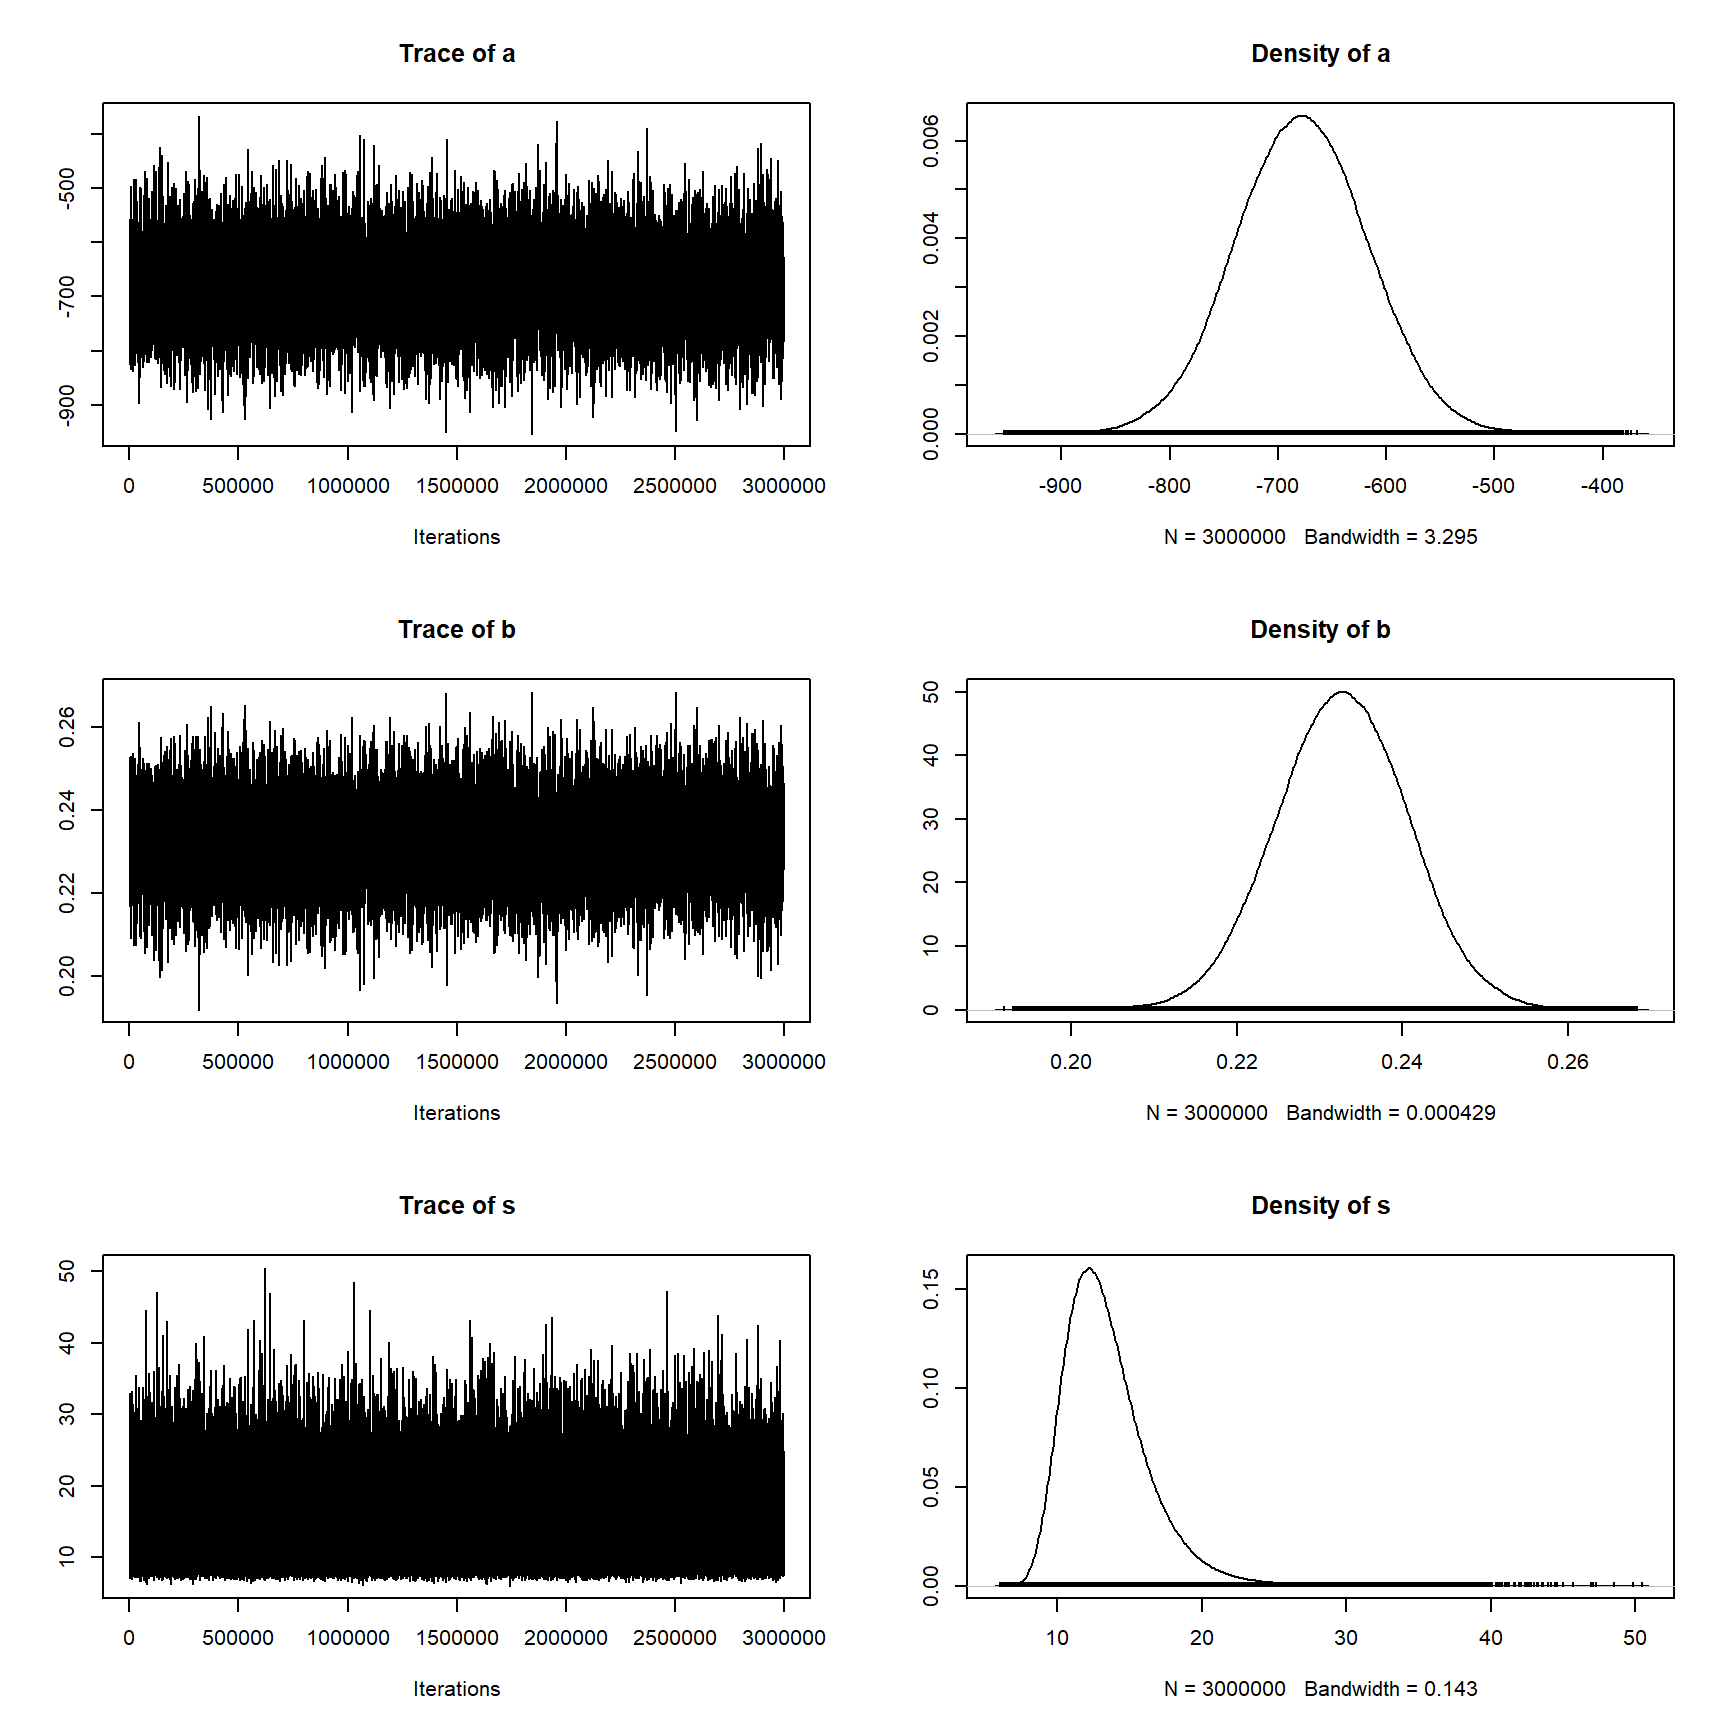 Trace of a
-500
-700
-900
0 500000 1000000 1500000 2000000 2500000 3000000
Iterations
Density of a
0.006
0.004
0.002
0.000
-900 -800 -700 -600 -500 -400
N = 3000000 Bandwidth = 3.295
Trace of b
0.26
0.24
0.22
0.20
0 500000 1000000 1500000 2000000 2500000 3000000
Iterations
Density of b
50
40
30
20
10
0
0.20 0.22 0.24 0.26
N = 3000000 Bandwidth = 0.000429
Trace of s
50
40
30
20
10
0 500000 1000000 1500000 2000000 2500000 3000000
Iterations
Density of s
0.15
0.10
0.05
0.00
10 20 30 40 50
N = 3000000 Bandwidth = 0.143